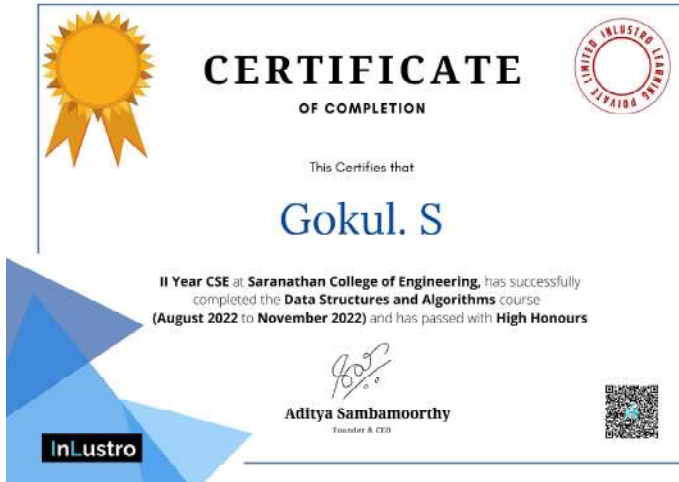 CERTIFICATE
OF COMPLETION
INLUSTRO LEARNING PRIVATE LIMITED
This Certifies that
Gokul. S
II Year CSE at Saranathan College of Engineering, has successfully
completed the Data Structures and Algorithms course
(August 2022 to November 2022) and has passed with High Honours
Aditya Sambamoorthy
Founder & CEO
InLustro